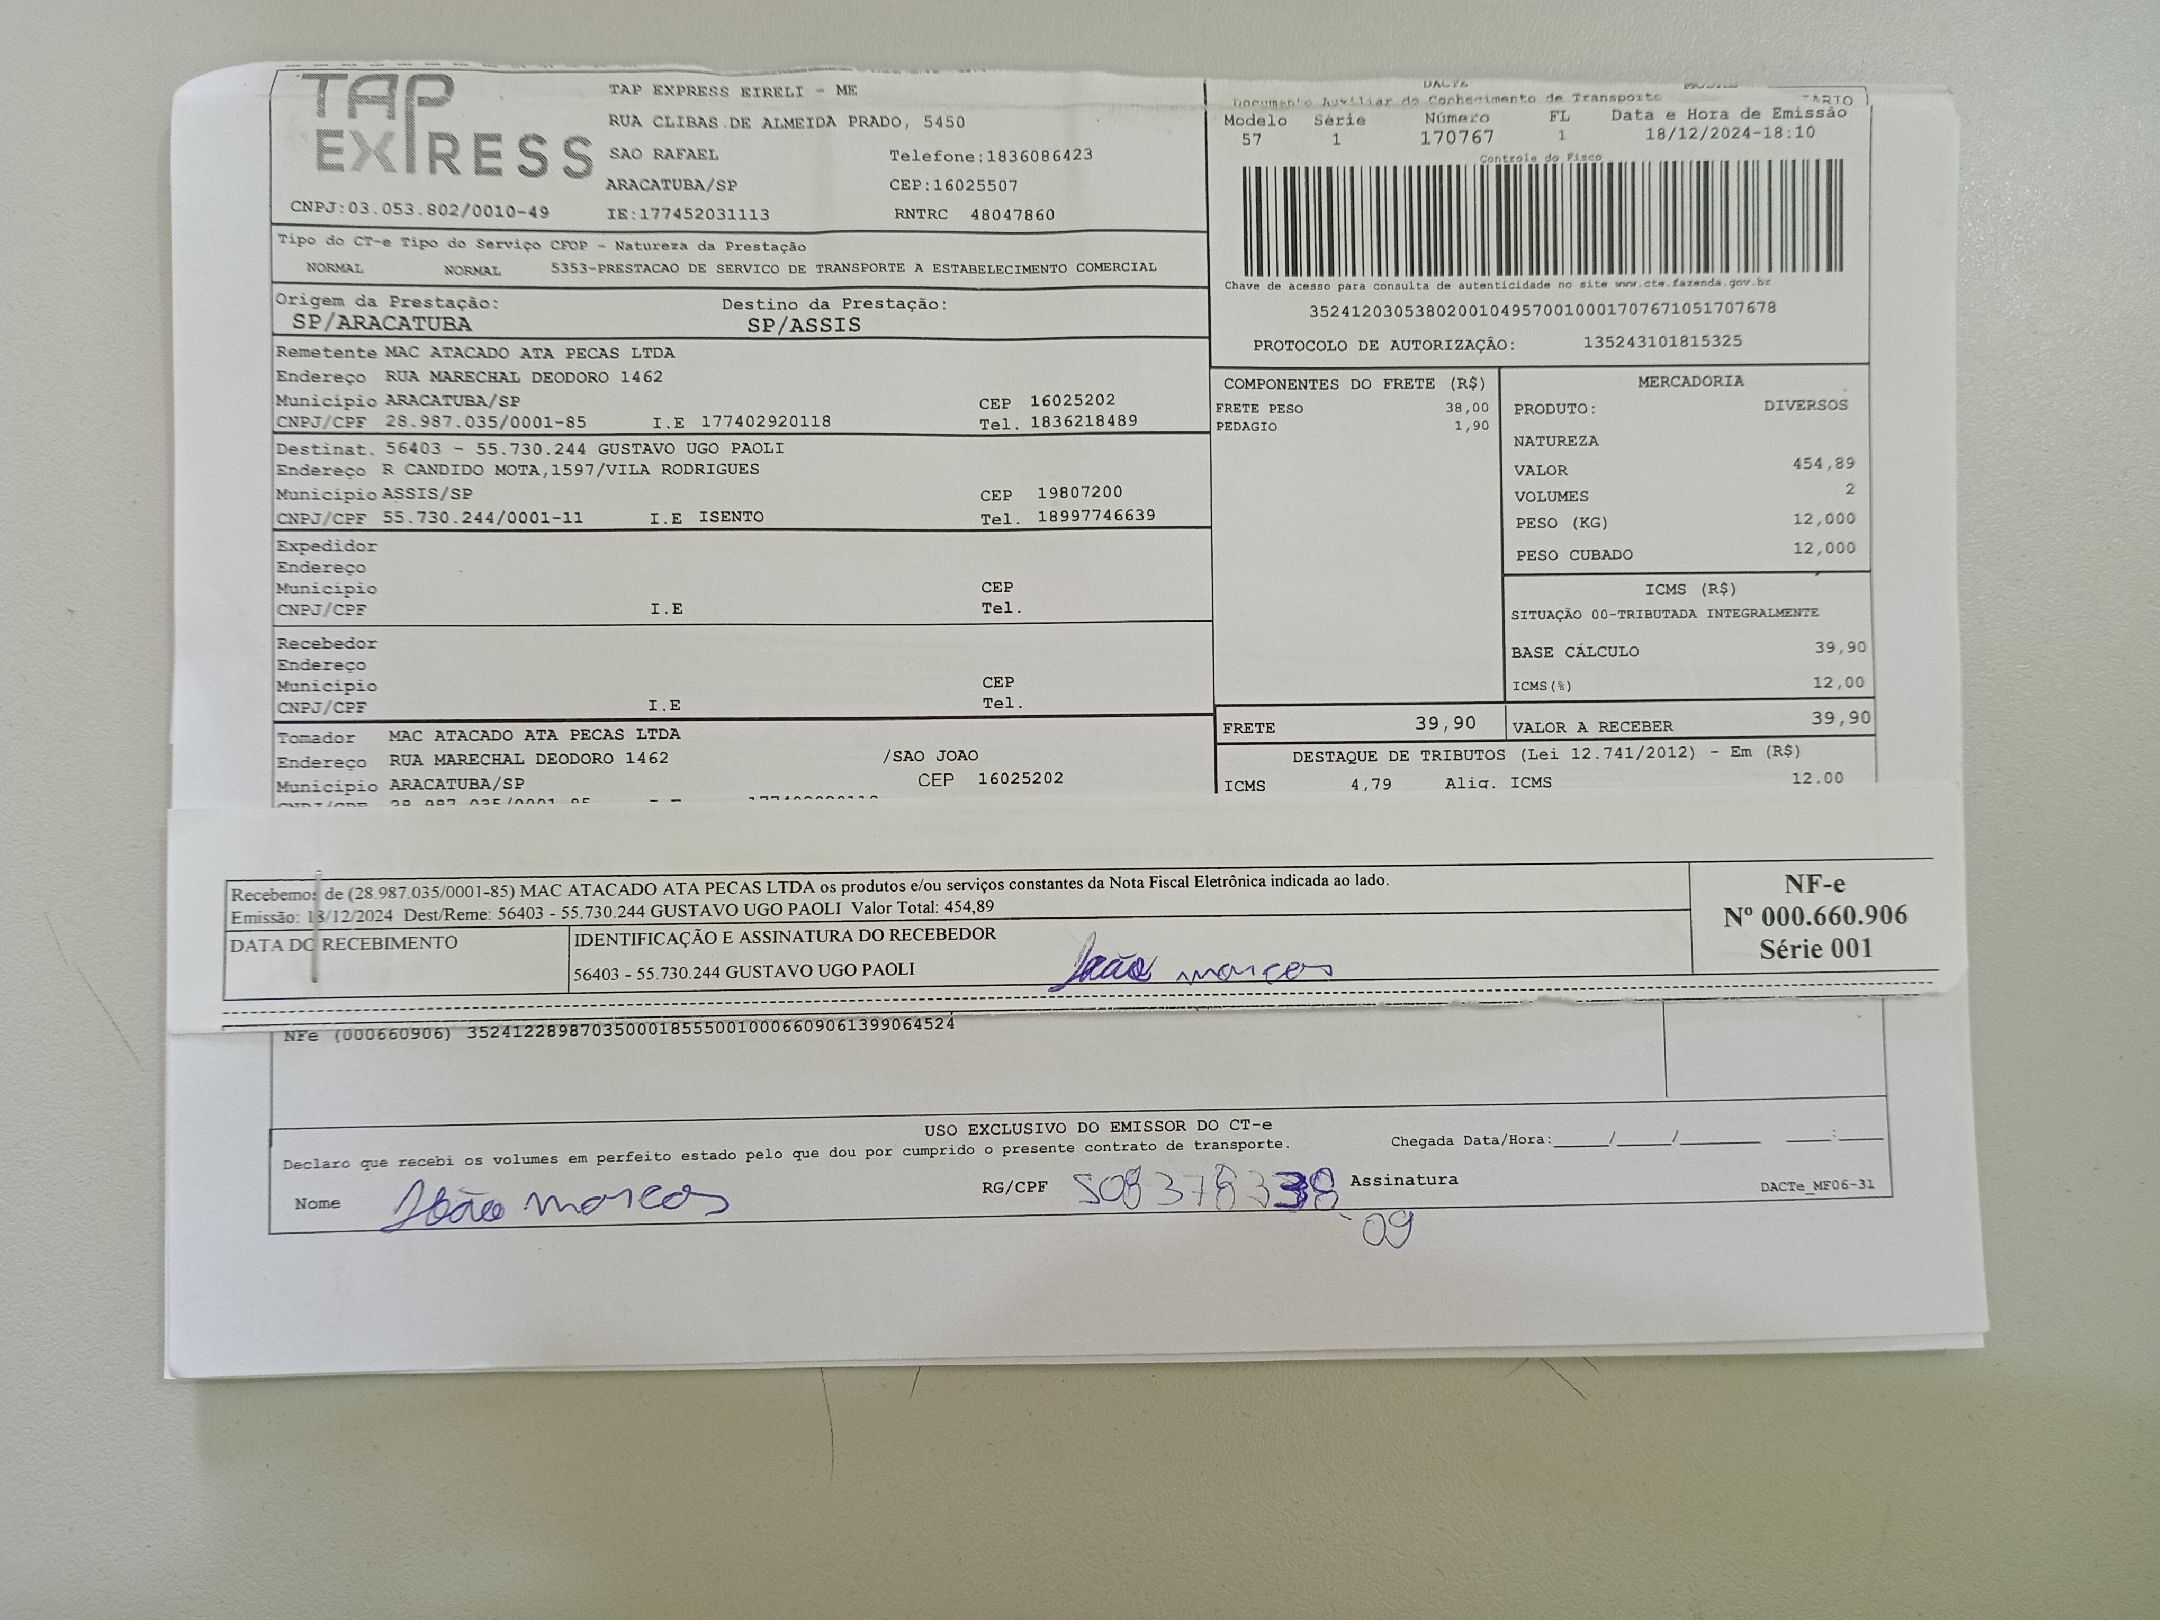 TAP EXPRESS
TAP EXPRESS EIRELI - ME
RUA CLIBAS DE ALMEIDA PRADO, 5450
SAO RAFAEL Telefone:1836086423
ARACATUBA/SP CEP:16025507
CNPJ:03.053.802/0010-49 IE:177452031113 RNTRC 48047860
DACTE
Documento Auxiliar do Conhecimento de Transporte
Modelo Série Número FL Data e Hora de Emissão
57 1 170767 1 18/12/2024-18:10
Controle do Fisco
Chave de acesso para consulta de autenticidade no site www.cte.fazenda.gov.br
35241203053802001049570010001707671051707678
PROTOCOLO DE AUTORIZAÇÃO: 135243101815325
Tipo do CT-e Tipo do Serviço CFOP - Natureza da Prestação
NORMAL NORMAL 5353-PRESTACAO DE SERVICO DE TRANSPORTE A ESTABELECIMENTO COMERCIAL
Origem da Prestação: Destino da Prestação:
SP/ARACATUBA SP/ASSIS
Remetente MAC ATACADO ATA PECAS LTDA
Endereço RUA MARECHAL DEODORO 1462
Município ARACATUBA/SP CEP 16025202
CNPJ/CPF 28.987.035/0001-85 I.E 177402920118 Tel. 1836218489
Destinat. 56403 - 55.730.244 GUSTAVO UGO PAOLI
Endereço R CANDIDO MOTA,1597/VILA RODRIGUES
Município ASSIS/SP CEP 19807200
CNPJ/CPF 55.730.244/0001-11 I.E ISENTO Tel. 18997746639
Expedidor
Endereço
Município CEP
CNPJ/CPF I.E Tel.
Recebedor
Endereço
Município CEP
CNPJ/CPF I.E Tel.
Tomador MAC ATACADO ATA PECAS LTDA
Endereço RUA MARECHAL DEODORO 1462 /SAO JOAO
Município ARACATUBA/SP CEP 16025202
COMPONENTES DO FRETE (R$)
FRETE PESO 38,00
PEDAGIO 1,90
MERCADORIA
PRODUTO: DIVERSOS
NATUREZA
VALOR 454,89
VOLUMES 2
PESO (KG) 12,000
PESO CUBADO 12,000
ICMS (R$)
SITUAÇÃO 00-TRIBUTADA INTEGRALMENTE
BASE CÁLCULO 39,90
ICMS(%) 12,00
FRETE 39,90 VALOR A RECEBER 39,90
DESTAQUE DE TRIBUTOS (Lei 12.741/2012) - Em (R$)
ICMS 4,79 Aliq. ICMS 12.00
Recebemos de (28.987.035/0001-85) MAC ATACADO ATA PECAS LTDA os produtos e/ou serviços constantes da Nota Fiscal Eletrônica indicada ao lado.
Emissão: 18/12/2024 Dest/Reme: 56403 - 55.730.244 GUSTAVO UGO PAOLI Valor Total: 454,89
DATA DO RECEBIMENTO IDENTIFICAÇÃO E ASSINATURA DO RECEBEDOR
56403 - 55.730.244 GUSTAVO UGO PAOLI João marcos
NF-e
Nº 000.660.906
Série 001
NFe (000660906) 35241228987035000185550010006609061399064524
USO EXCLUSIVO DO EMISSOR DO CT-e
Declaro que recebi os volumes em perfeito estado pelo que dou por cumprido o presente contrato de transporte. Chegada Data/Hora:____/____/______ ___:___
Nome João marcos RG/CPF Assinatura DACTe_MF06-31
09